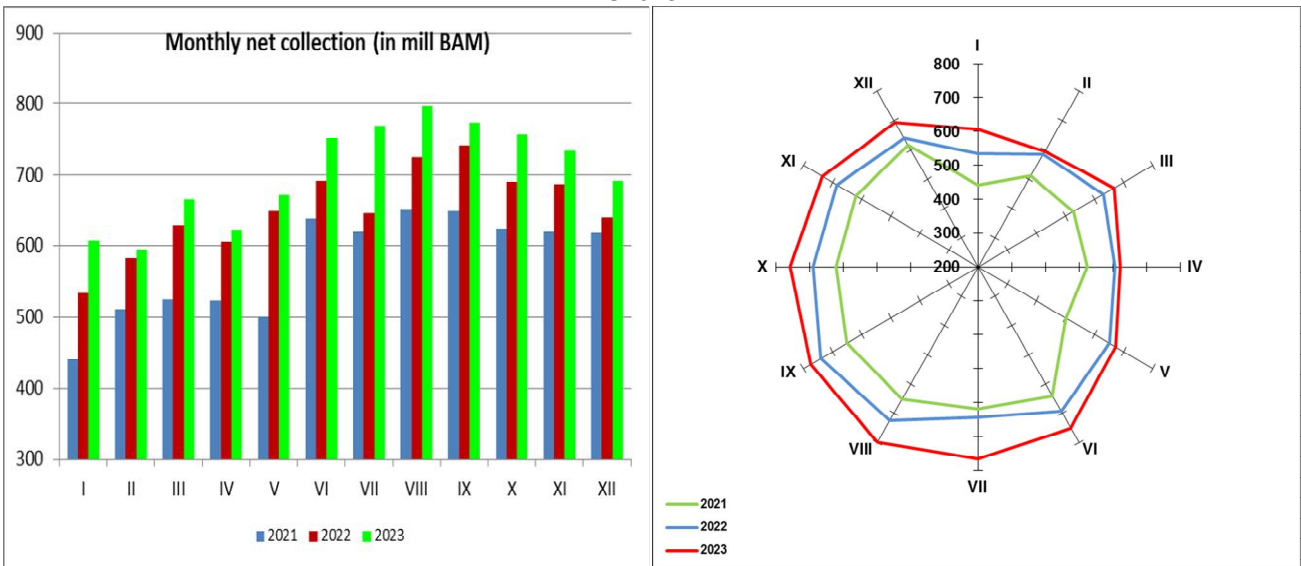 Monthly net collection (in mill BAM)
900
800
700
600
500
400
300
I II III IV V VI VII VIII IX X XI XII
2021 2022 2023
I
II
III
IV
V
VI
VII
VIII
IX
X
XI
XII
800
700
600
500
400
300
200
2021
2022
2023